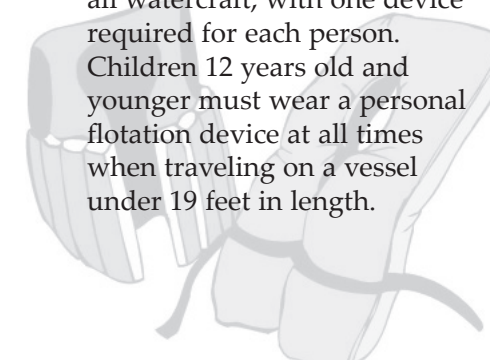 all watercraft, with one device
required for each person.
Children 12 years old and
younger must wear a personal
flotation device at all times
when traveling on a vessel
under 19 feet in length.